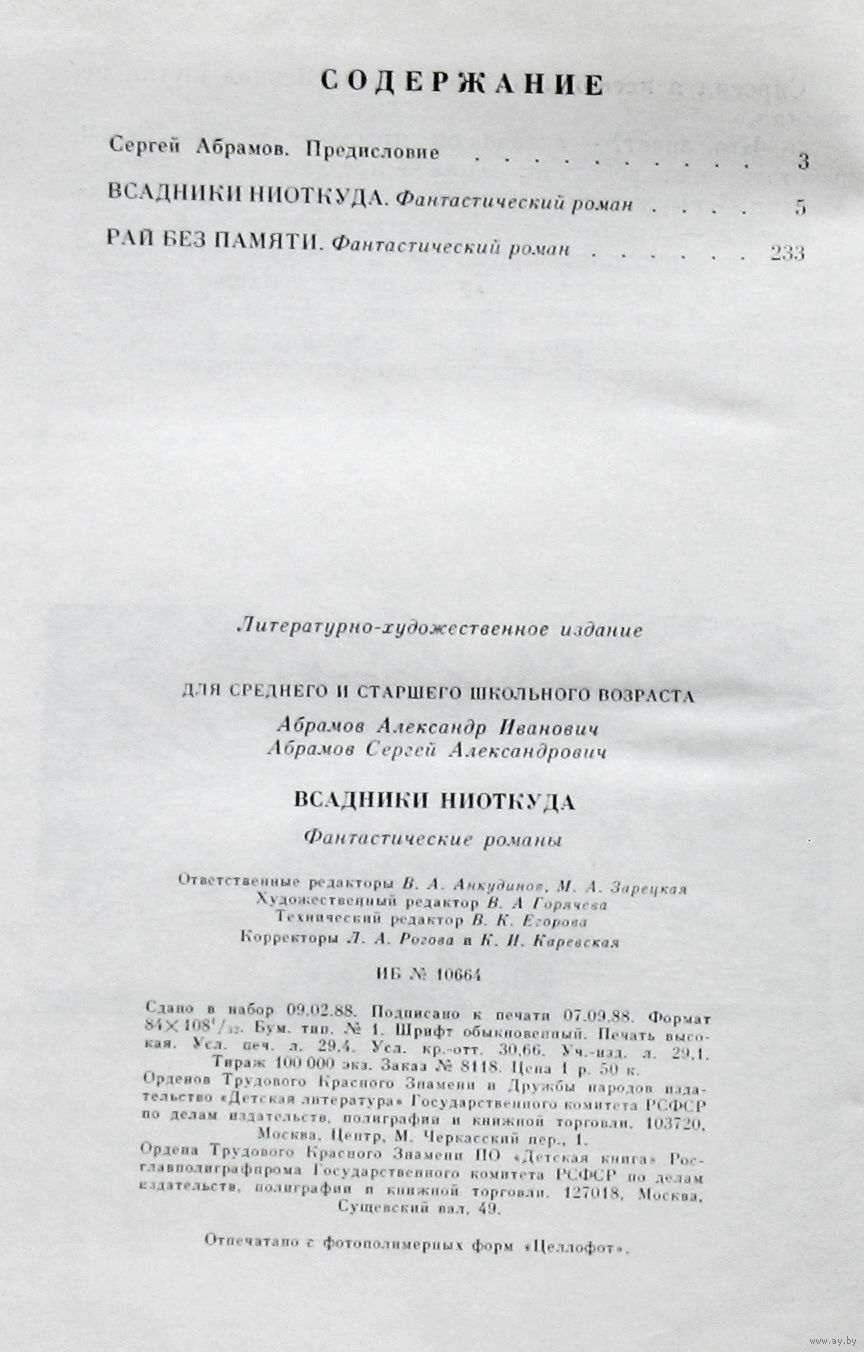 СОДЕРЖАНИЕ
Сергей Абрамов. Предисловие . . . . . . . . . . 3
ВСАДНИКИ НИОТКУДА. Фантастический роман . . . . 5
РАЙ БЕЗ ПАМЯТИ. Фантастический роман . . . . . . 233
Литературно-художественное издание
ДЛЯ СРЕДНЕГО И СТАРШЕГО ШКОЛЬНОГО ВОЗРАСТА
Абрамов Александр Иванович
Абрамов Сергей Александрович
ВСАДНИКИ НИОТКУДА
Фантастические романы
Ответственные редакторы В. А. Анкудинов, М. А. Зарецкая
Художественный редактор В. А Горячева
Технический редактор В. К. Егорова
Корректоры Л. А. Рогова и К. И. Каревская
ИБ № 10664
Сдано в набор 09.02.88. Подписано к печати 07.09.88. Формат
84×108¹/₃₂. Бум. тип. № 1. Шрифт обыкновенный. Печать высо-
кая. Усл. печ. л. 29,4. Усл. кр.-отт. 30,66. Уч.-изд. л. 29,1.
Тираж 100 000 экз. Заказ № 8118. Цена 1 р. 50 к.
Орденов Трудового Красного Знамени и Дружбы народов изда-
тельство «Детская литература» Государственного комитета РСФСР
по делам издательств, полиграфии и книжной торговли. 103720,
Москва, Центр, М. Черкасский пер., 1.
Ордена Трудового Красного Знамени ПО «Детская книга» Рос-
главполиграфпрома Государственного комитета РСФСР по делам
издательств, полиграфии и книжной торговли. 127018, Москва,
Сущевский вал, 49.
Отпечатано с фотополимерных форм «Целлофот».
www.ay.by